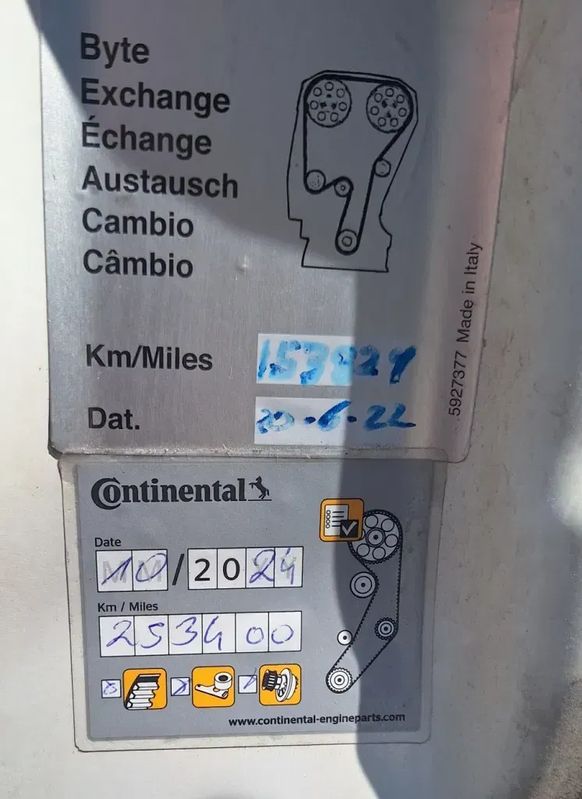 Byte
Exchange
Échange
Austausch
Cambio
Câmbio
Km/Miles 153921
Dat. 20-6-22
5927377 Made in Italy
Continental
Date
10/2024
Km / Miles
253400
www.continental-engineparts.com